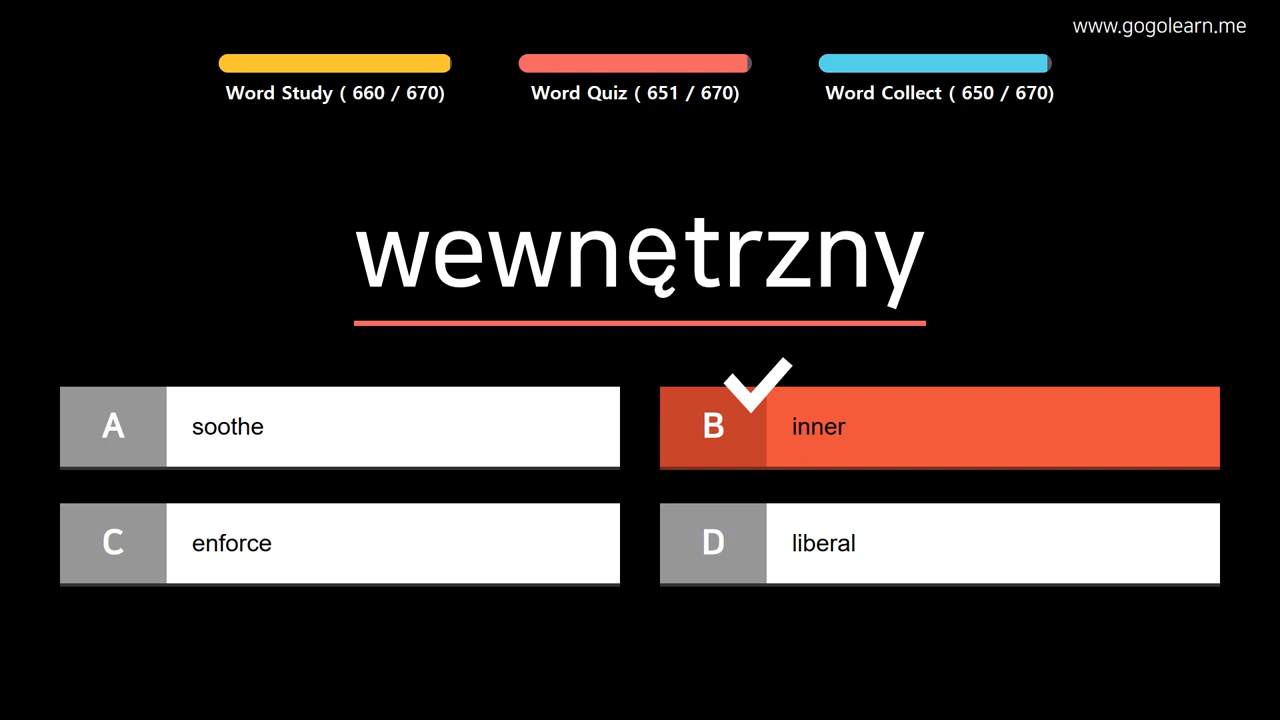 www.gogolearn.me
Word Study ( 660 / 670)
Word Quiz ( 651 / 670)
Word Collect ( 650 / 670)
wewnętrzny
A soothe
B inner
C enforce
D liberal